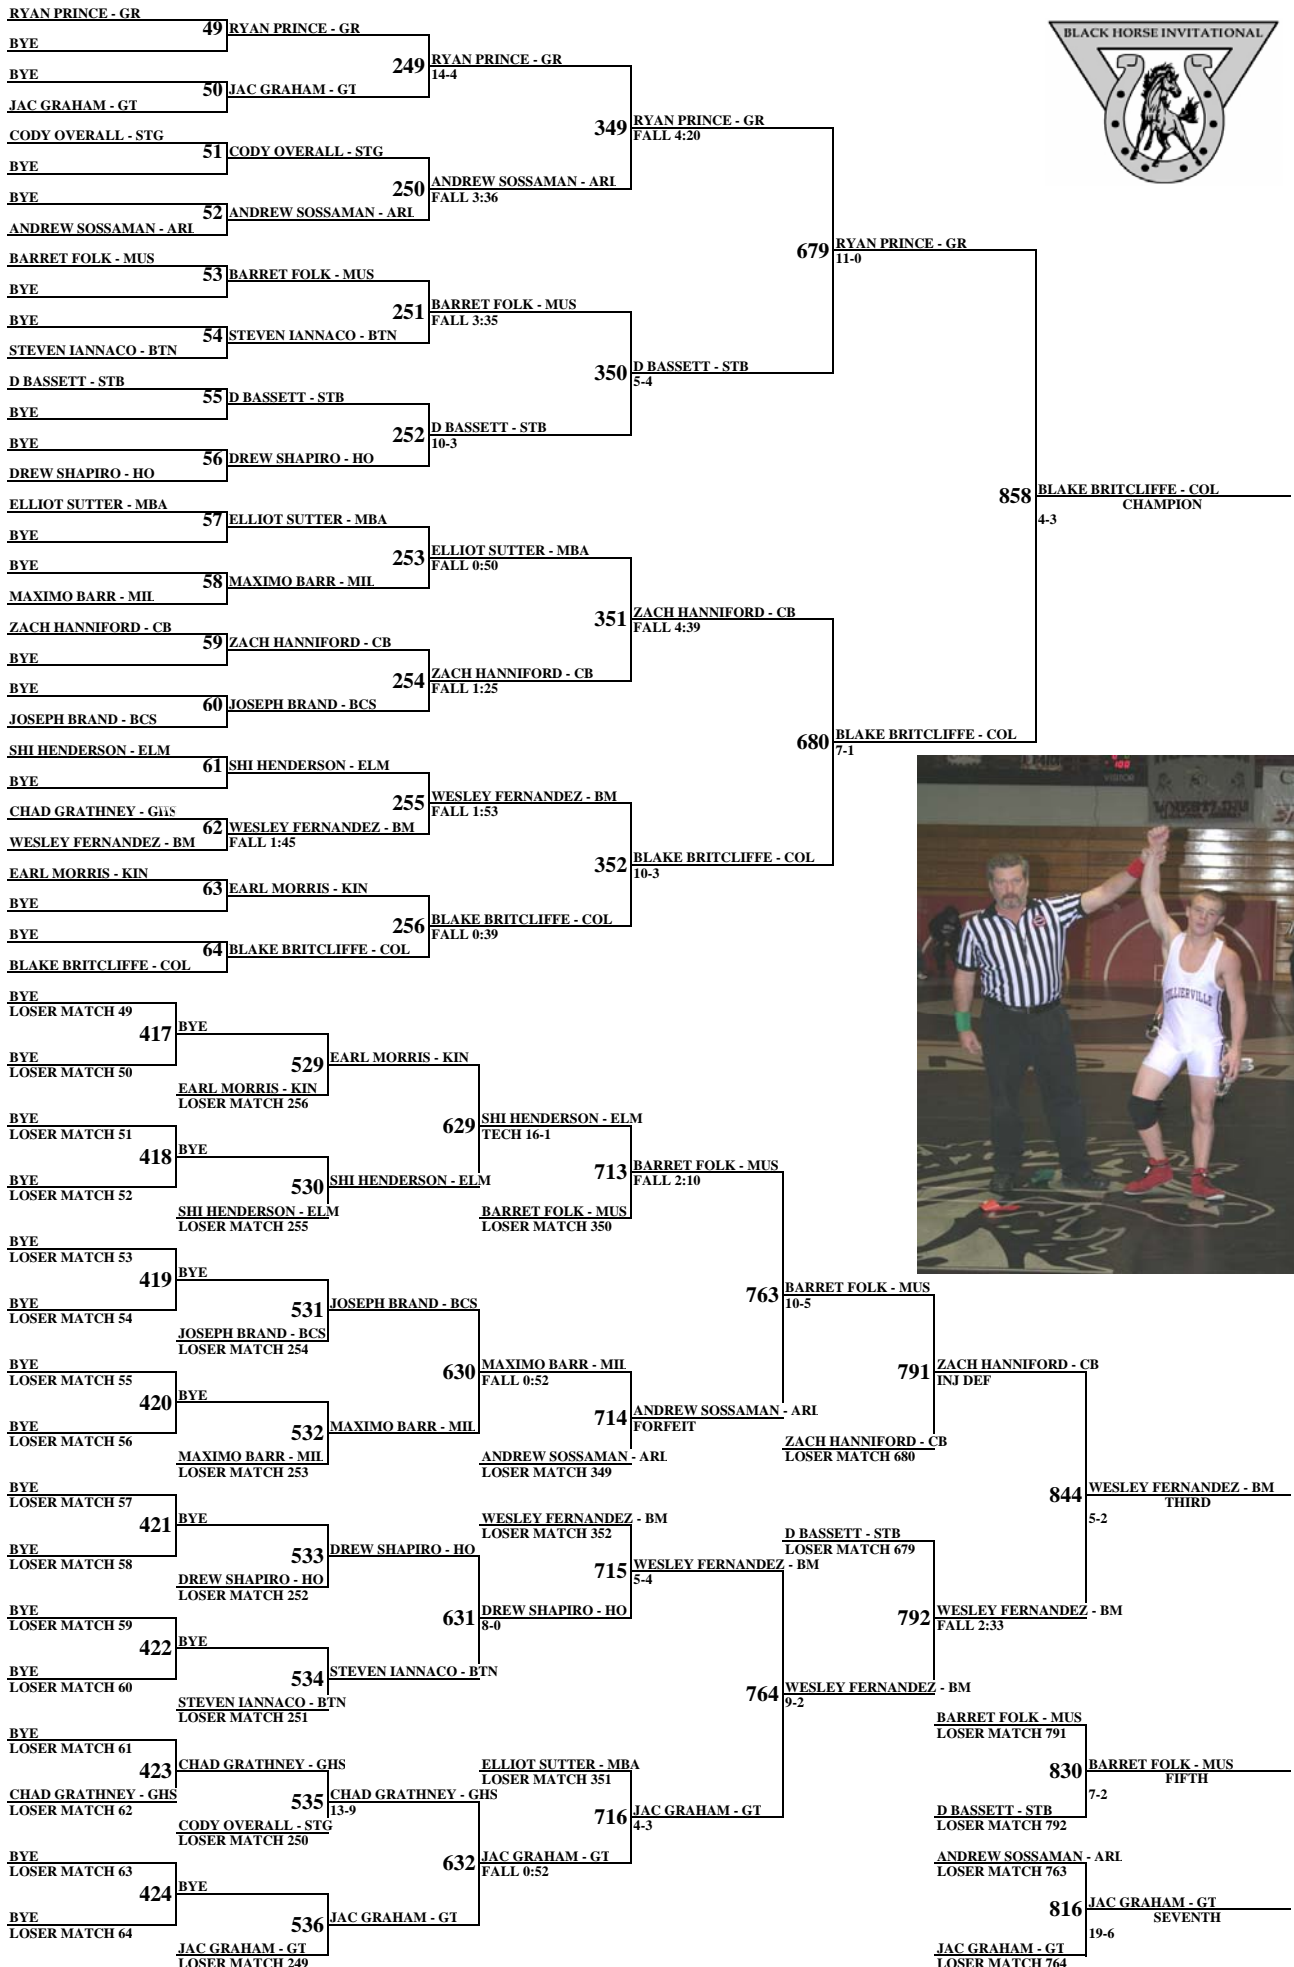 BLACK HORSE INVITATIONAL
RYAN PRINCE - GR
BYE
49
BYE
JAC GRAHAM - GT
50
CODY OVERALL - STG
BYE
51
BYE
ANDREW SOSSAMAN - ARL
52
BARRET FOLK - MUS
BYE
53
BYE
STEVEN IANNACO - BTN
54
D BASSETT - STB
BYE
55
BYE
DREW SHAPIRO - HO
56
ELLIOT SUTTER - MBA
BYE
57
BYE
MAXIMO BARR - MIL
58
ZACH HANNIFORD - CB
BYE
59
BYE
JOSEPH BRAND - BCS
60
SHI HENDERSON - ELM
BYE
61
CHAD GRATHNEY - GHS
WESLEY FERNANDEZ - BM
62
EARL MORRIS - KIN
BYE
63
BYE
BLAKE BRITCLIFFE - COL
64
RYAN PRINCE - GR
JAC GRAHAM - GT
249
CODY OVERALL - STG
ANDREW SOSSAMAN - ARL
250
BARRET FOLK - MUS
STEVEN IANNACO - BTN
251
D BASSETT - STB
DREW SHAPIRO - HO
252
ELLIOT SUTTER - MBA
MAXIMO BARR - MIL
253
ZACH HANNIFORD - CB
JOSEPH BRAND - BCS
254
SHI HENDERSON - ELM
WESLEY FERNANDEZ - BM
FALL 1:45
255
EARL MORRIS - KIN
BLAKE BRITCLIFFE - COL
256
RYAN PRINCE - GR
14-4
349
ANDREW SOSSAMAN - ARL
FALL 3:36
BARRET FOLK - MUS
FALL 3:35
350
D BASSETT - STB
10-3
ELLIOT SUTTER - MBA
FALL 0:50
351
ZACH HANNIFORD - CB
FALL 1:25
WESLEY FERNANDEZ - BM
FALL 1:53
352
BLAKE BRITCLIFFE - COL
FALL 0:39
RYAN PRINCE - GR
FALL 4:20
679
D BASSETT - STB
5-4
ZACH HANNIFORD - CB
FALL 4:39
680
BLAKE BRITCLIFFE - COL
10-3
RYAN PRINCE - GR
11-0
858
BLAKE BRITCLIFFE - COL
7-1
BLAKE BRITCLIFFE - COL
CHAMPION
4-3
VISITOR
COLLIERVILLE
BYE
LOSER MATCH 49
417
BYE
LOSER MATCH 50
BYE
LOSER MATCH 51
418
BYE
LOSER MATCH 52
BYE
LOSER MATCH 53
419
BYE
LOSER MATCH 54
BYE
LOSER MATCH 55
420
BYE
LOSER MATCH 56
BYE
LOSER MATCH 57
421
BYE
LOSER MATCH 58
BYE
LOSER MATCH 59
422
BYE
LOSER MATCH 60
BYE
LOSER MATCH 61
423
CHAD GRATHNEY - GHS
LOSER MATCH 62
BYE
LOSER MATCH 63
424
BYE
LOSER MATCH 64
BYE
529
EARL MORRIS - KIN
LOSER MATCH 256
BYE
530
SHI HENDERSON - ELM
LOSER MATCH 255
BYE
531
JOSEPH BRAND - BCS
LOSER MATCH 254
BYE
532
MAXIMO BARR - MIL
LOSER MATCH 253
BYE
533
DREW SHAPIRO - HO
LOSER MATCH 252
BYE
534
STEVEN IANNACO - BTN
LOSER MATCH 251
CHAD GRATHNEY - GHS
535
CODY OVERALL - STG
LOSER MATCH 250
BYE
536
JAC GRAHAM - GT
LOSER MATCH 249
EARL MORRIS - KIN
629
SHI HENDERSON - ELM
JOSEPH BRAND - BCS
630
MAXIMO BARR - MIL
DREW SHAPIRO - HO
631
STEVEN IANNACO - BTN
CHAD GRATHNEY - GHS
13-9
632
JAC GRAHAM - GT
SHI HENDERSON - ELM
TECH 16-1
713
BARRET FOLK - MUS
LOSER MATCH 350
MAXIMO BARR - MIL
FALL 0:52
714
ANDREW SOSSAMAN - ARL
LOSER MATCH 349
WESLEY FERNANDEZ - BM
LOSER MATCH 352
715
DREW SHAPIRO - HO
8-0
ELLIOT SUTTER - MBA
LOSER MATCH 351
716
JAC GRAHAM - GT
FALL 0:52
BARRET FOLK - MUS
FALL 2:10
763
ANDREW SOSSAMAN - ARL
FORFEIT
WESLEY FERNANDEZ - BM
5-4
764
JAC GRAHAM - GT
4-3
BARRET FOLK - MUS
10-5
791
ZACH HANNIFORD - CB
LOSER MATCH 680
D BASSETT - STB
LOSER MATCH 679
792
WESLEY FERNANDEZ - BM
9-2
ZACH HANNIFORD - CB
INJ DEF
844
WESLEY FERNANDEZ - BM
FALL 2:33
WESLEY FERNANDEZ - BM
THIRD
5-2
BARRET FOLK - MUS
LOSER MATCH 791
830
D BASSETT - STB
LOSER MATCH 792
BARRET FOLK - MUS
FIFTH
7-2
ANDREW SOSSAMAN - ARL
LOSER MATCH 763
816
JAC GRAHAM - GT
LOSER MATCH 764
JAC GRAHAM - GT
SEVENTH
19-6